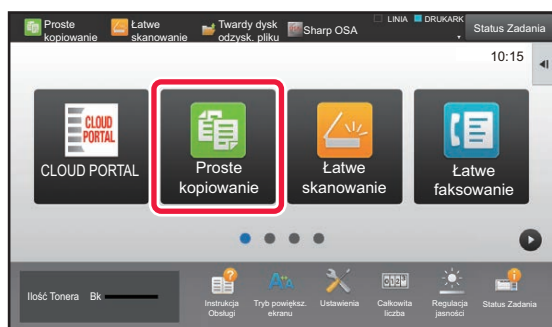 Proste
kopiowanie
Łatwe
skanowanie
Twardy dysk
odzysk. pliku
Sharp OSA
LINIA
DRUKARK
Status Zadania
10:15
CLOUD
PORTAL
CLOUD PORTAL
Proste
kopiowanie
Łatwe
skanowanie
Łatwe
faksowanie
Ilość Tonera Bk
Instrukcja
Obsługi
Tryb powiększ.
ekranu
Ustawienia
Całkowita
liczba
Regulacja
jasności
Status Zadania